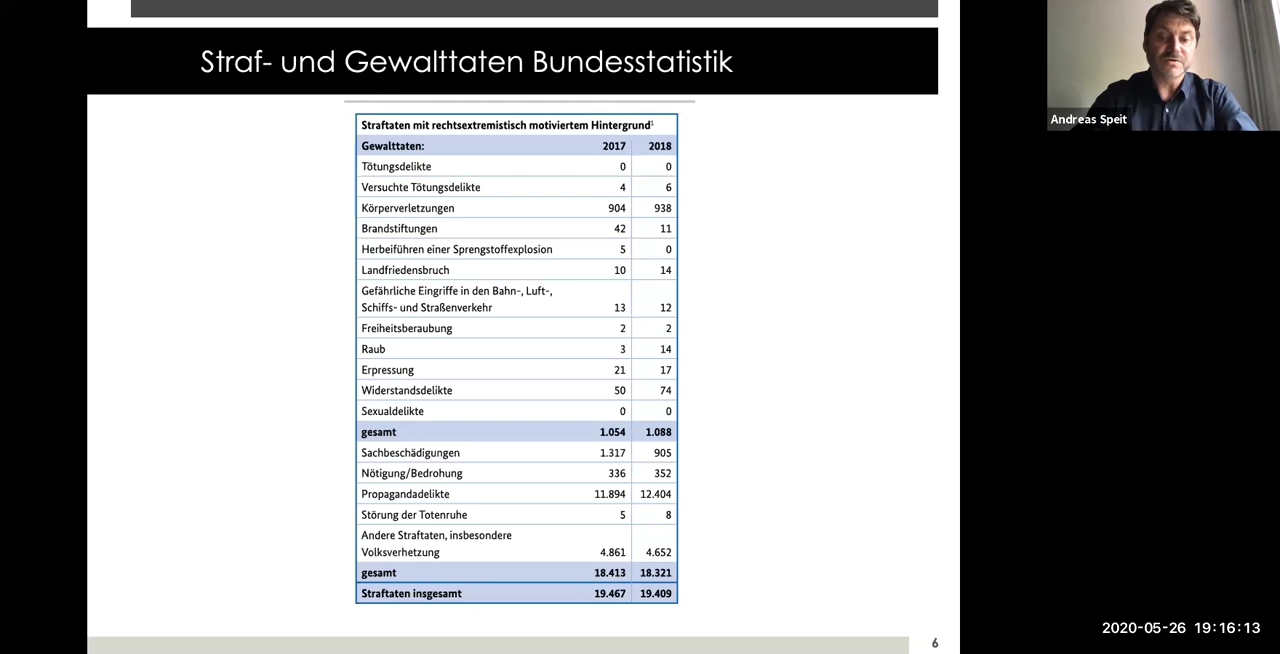 Straf- und Gewalttaten Bundesstatistik
Straftaten mit rechtsextremistisch motiviertem Hintergrund¹
Gewalttaten: 2017 2018
Tötungsdelikte 0 0
Versuchte Tötungsdelikte 4 6
Körperverletzungen 904 938
Brandstiftungen 42 11
Herbeiführen einer Sprengstoffexplosion 5 0
Landfriedensbruch 10 14
Gefährliche Eingriffe in den Bahn-, Luft-,
Schiffs- und Straßenverkehr 13 12
Freiheitsberaubung 2 2
Raub 3 14
Erpressung 21 17
Widerstandsdelikte 50 74
Sexualdelikte 0 0
gesamt 1.054 1.088
Sachbeschädigungen 1.317 905
Nötigung/Bedrohung 336 352
Propagandadelikte 11.894 12.404
Störung der Totenruhe 5 8
Andere Straftaten, insbesondere
Volksverhetzung 4.861 4.652
gesamt 18.413 18.321
Straftaten insgesamt 19.467 19.409
6
Andreas Speit
2020-05-26 19:16:13